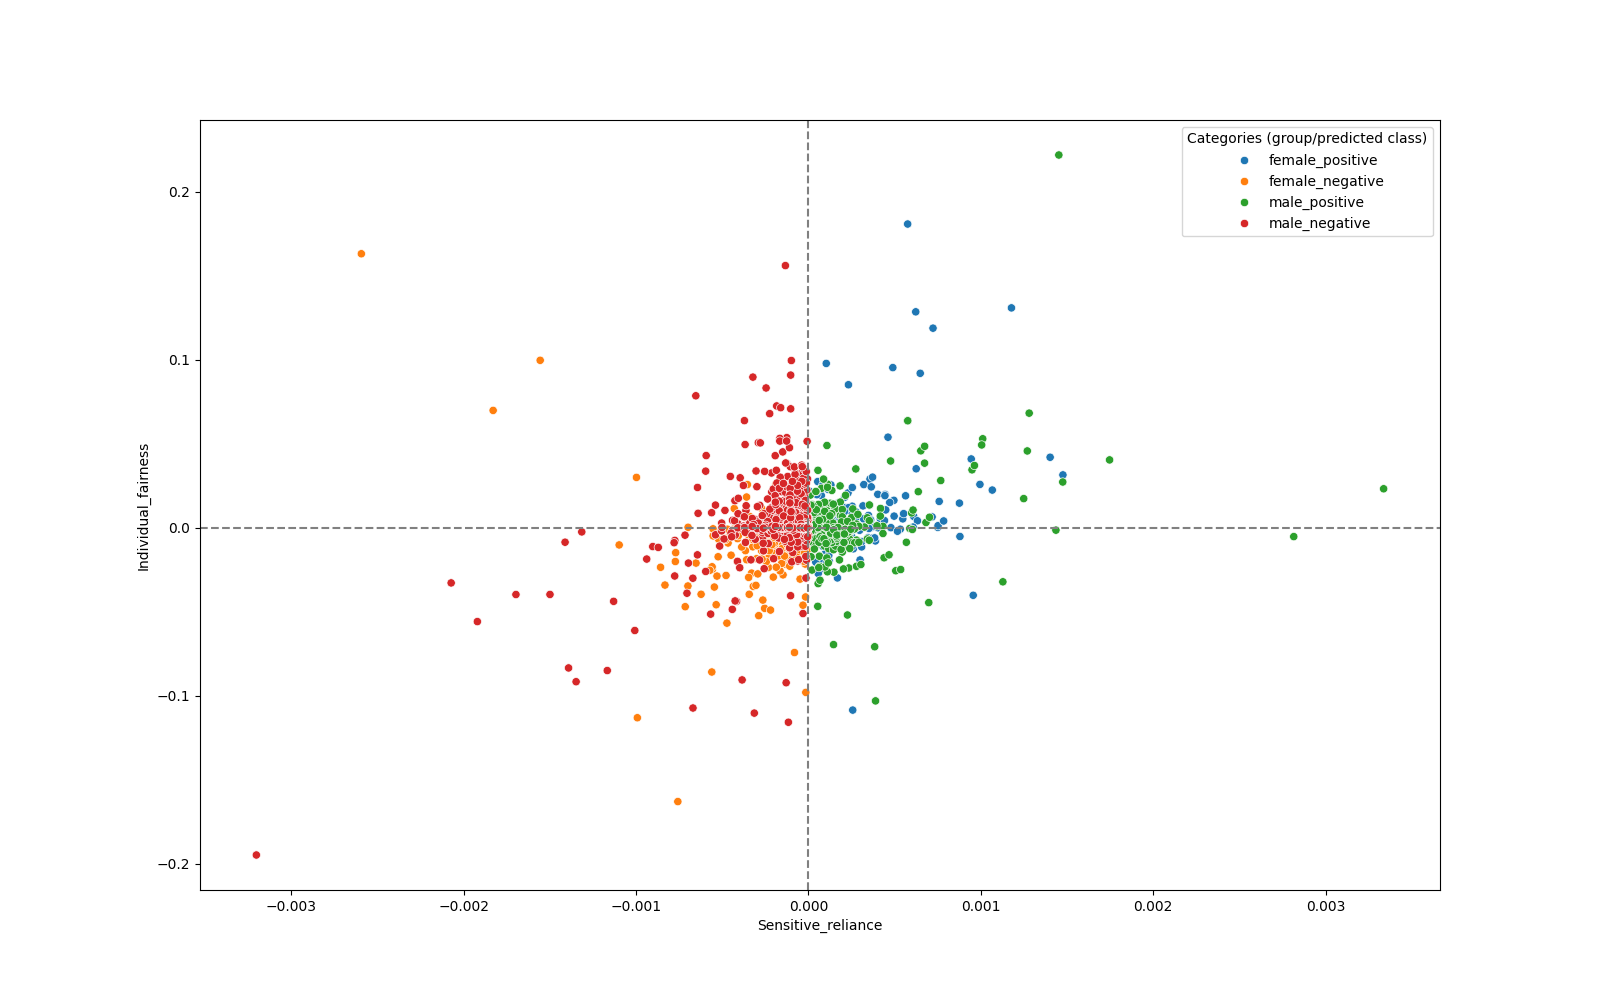 Categories (group/predicted class)
female_positive
female_negative
male_positive
male_negative
0.2
0.1
0.0
−0.1
−0.2
Individual_fairness
−0.003
−0.002
−0.001
0.000
0.001
0.002
0.003
Sensitive_reliance